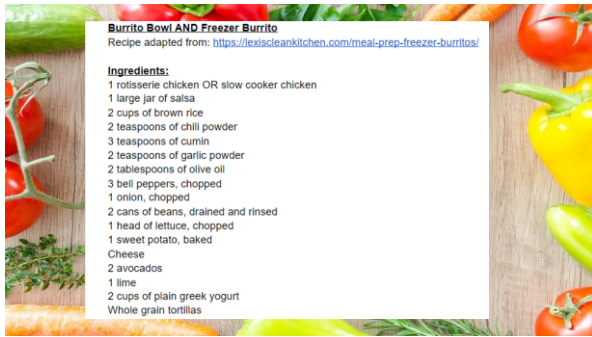 Burrito Bowl AND Freezer Burrito
Recipe adapted from: https://lexiscleankitchen.com/meal-prep-freezer-burritos/
Ingredients:
1 rotisserie chicken OR slow cooker chicken
1 large jar of salsa
2 cups of brown rice
2 teaspoons of chili powder
3 teaspoons of cumin
2 teaspoons of garlic powder
2 tablespoons of olive oil
3 bell peppers, chopped
1 onion, chopped
2 cans of beans, drained and rinsed
1 head of lettuce, chopped
1 sweet potato, baked
Cheese
2 avocados
1 lime
2 cups of plain greek yogurt
Whole grain tortillas